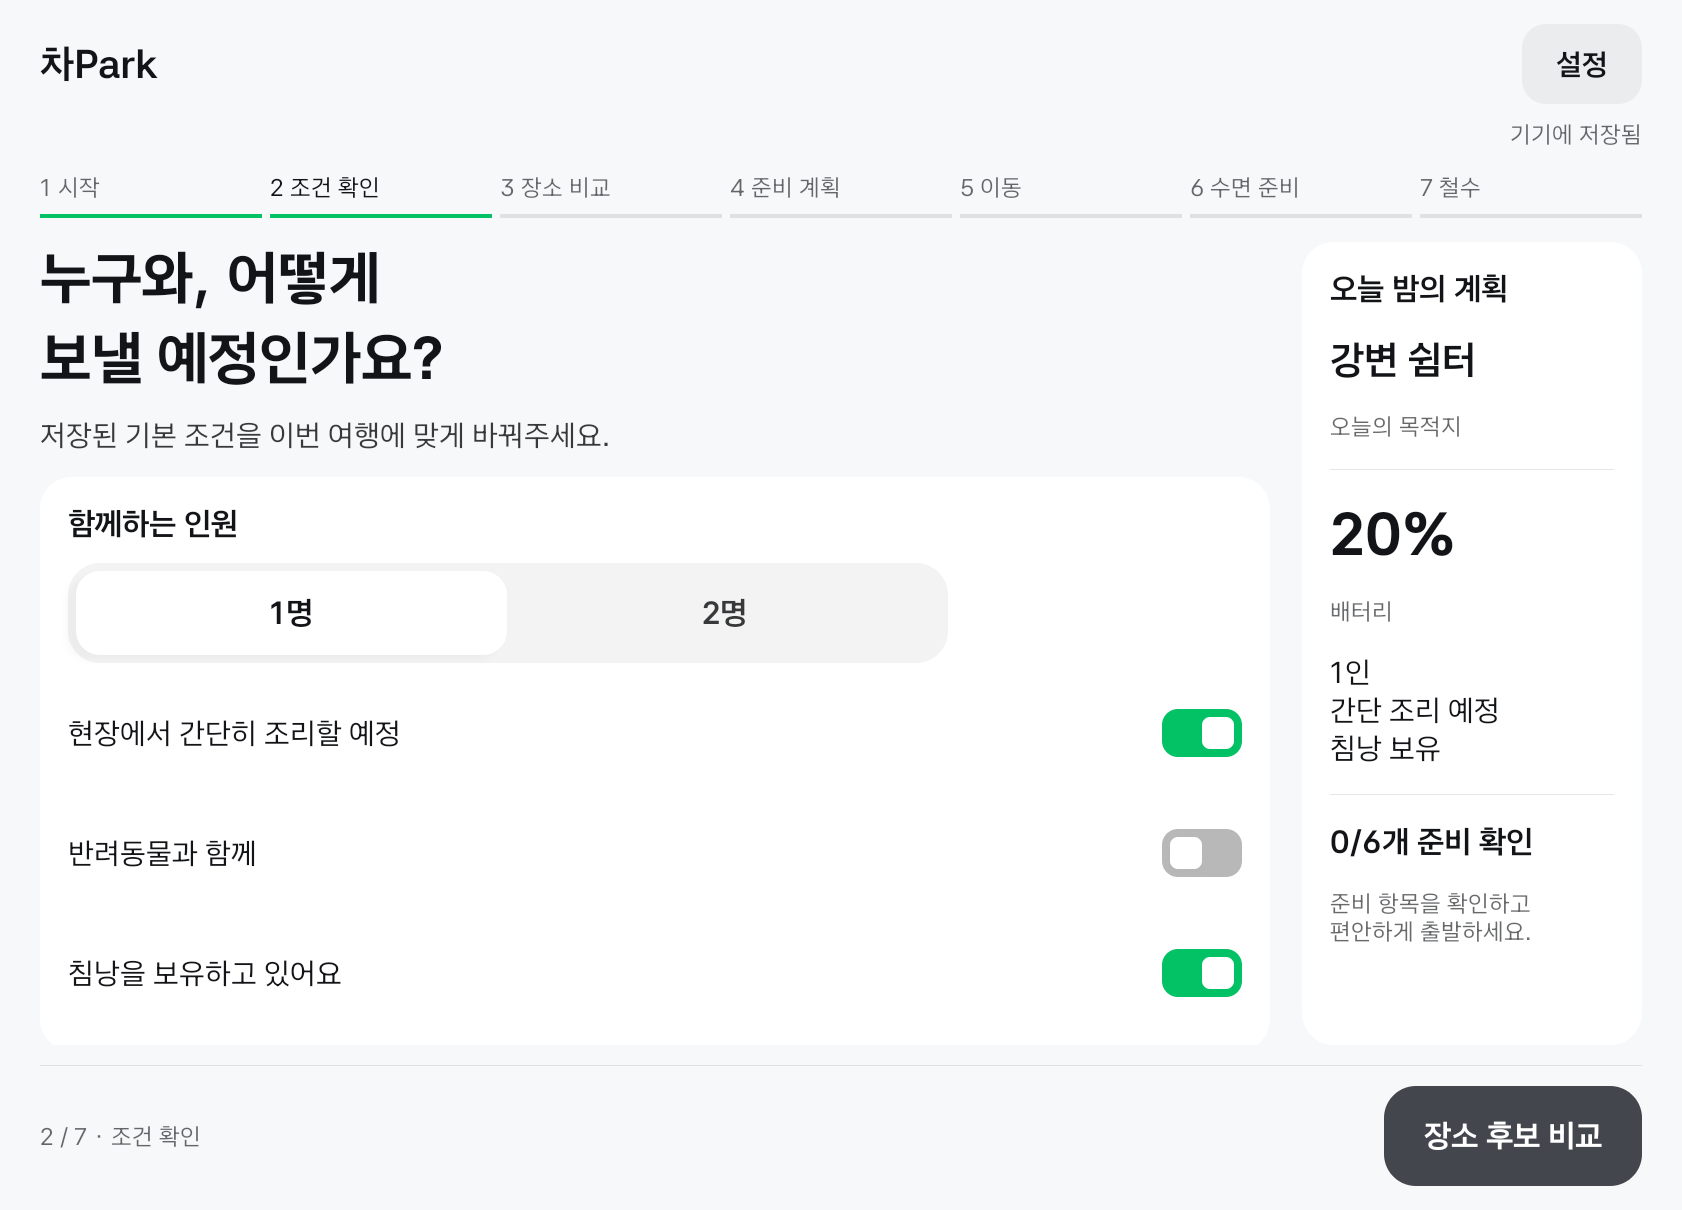 차Park
설정
기기에 저장됨
1 시작
2 조건 확인
3 장소 비교
4 준비 계획
5 이동
6 수면 준비
7 철수
누구와, 어떻게
보낼 예정인가요?
저장된 기본 조건을 이번 여행에 맞게 바꿔주세요.
함께하는 인원
1명
2명
현장에서 간단히 조리할 예정
반려동물과 함께
침낭을 보유하고 있어요
오늘 밤의 계획
강변 쉼터
오늘의 목적지
20%
배터리
1인
간단 조리 예정
침낭 보유
0/6개 준비 확인
준비 항목을 확인하고
편안하게 출발하세요.
2 / 7 · 조건 확인
장소 후보 비교